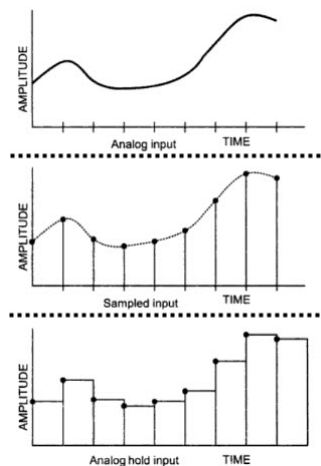 AMPLITUDE
Analog input TIME
AMPLITUDE
Sampled input TIME
AMPLITUDE
Analog hold input TIME